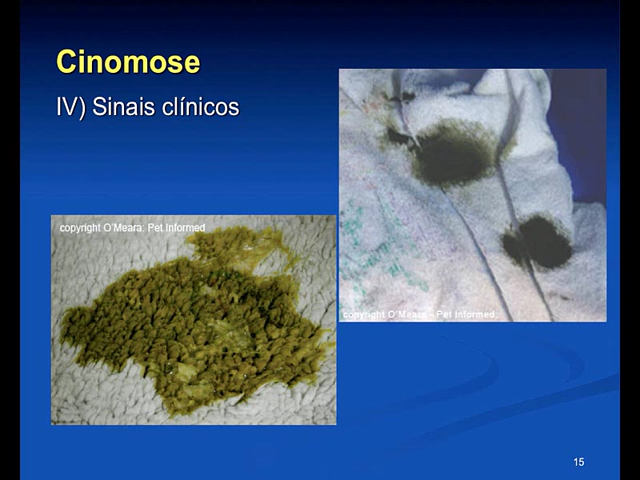 Cinomose
IV) Sinais clínicos
copyright O'Meara: Pet Informed
copyright O'Meara - Pet Informed.
15